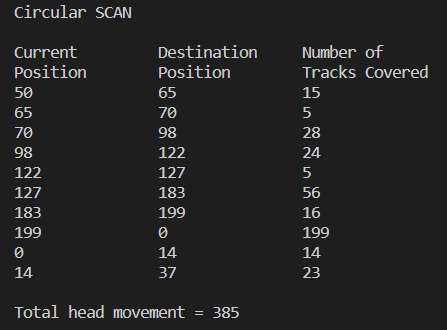 Circular SCAN
Current Destination Number of
Position Position Tracks Covered
50 65 15
65 70 5
70 98 28
98 122 24
122 127 5
127 183 56
183 199 16
199 0 199
0 14 14
14 37 23
Total head movement = 385